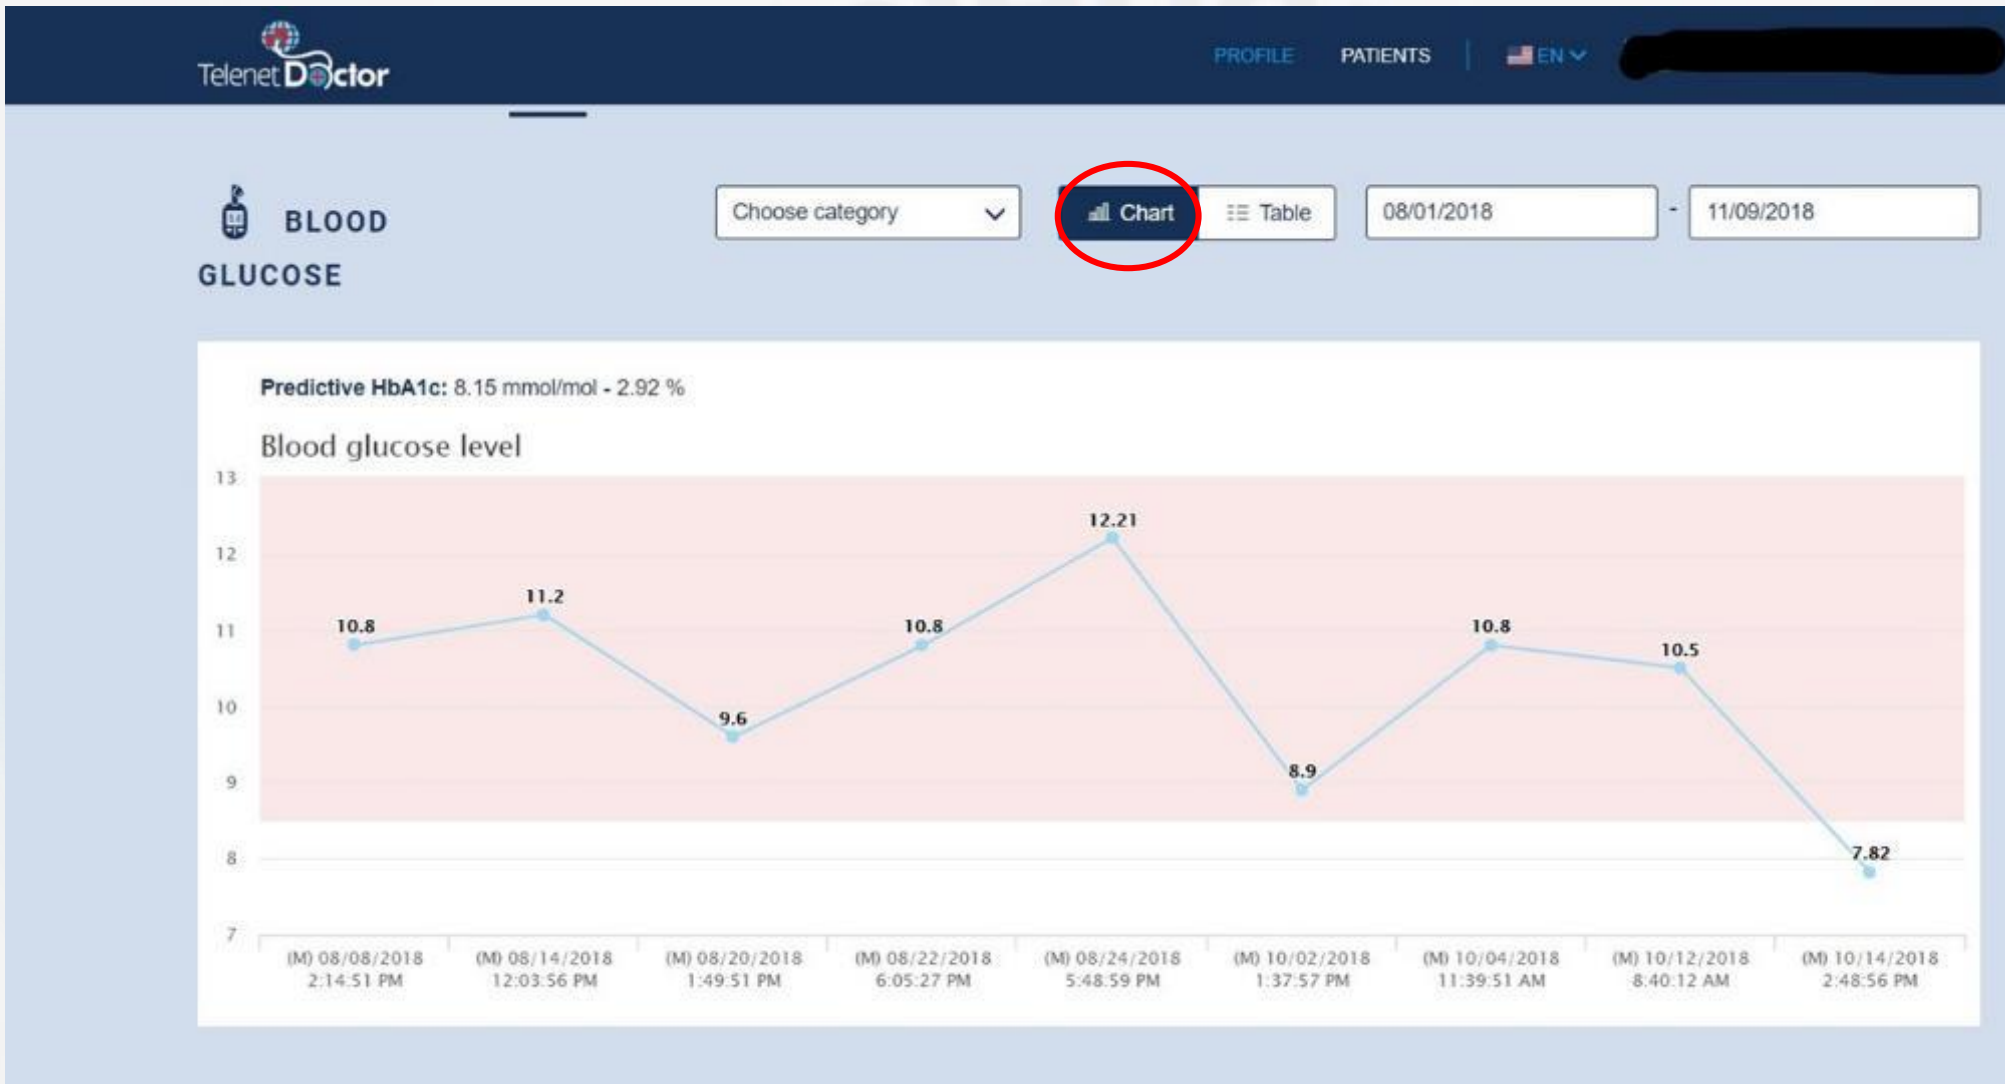 Telenet Doctor
PROFILE PATIENTS EN
BLOOD
GLUCOSE
Choose category
Chart
Table
08/01/2018 - 11/09/2018
Predictive HbA1c: 8.15 mmol/mol - 2.92 %
Blood glucose level
13
12
11
10
9
8
7
10.8
11.2
9.6
10.8
12.21
8.9
10.8
10.5
7.82
(M) 08/08/2018
2:14:51 PM
(M) 08/14/2018
12:03:56 PM
(M) 08/20/2018
1:49:51 PM
(M) 08/22/2018
6:05:27 PM
(M) 08/24/2018
5:48:59 PM
(M) 10/02/2018
1:37:57 PM
(M) 10/04/2018
11:39:51 AM
(M) 10/12/2018
8:40:12 AM
(M) 10/14/2018
2:48:56 PM